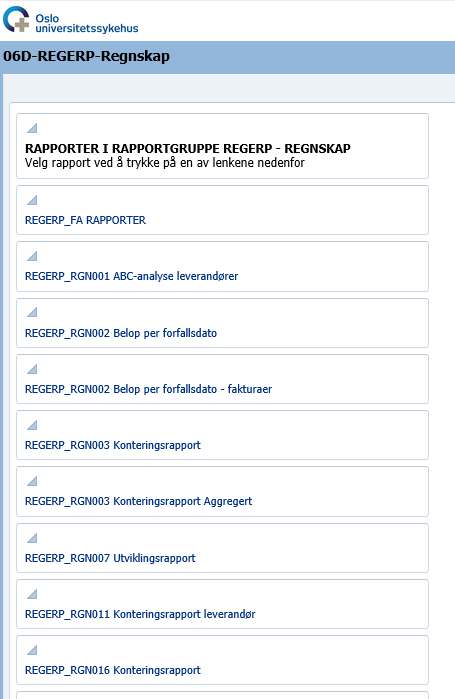 Oslo
universitetssykehus
06D-REGERP-Regnskap
RAPPORTER I RAPPORTGRUPPE REGERP - REGNSKAP
Velg rapport ved å trykke på en av lenkene nedenfor
REGERP_FA RAPPORTER
REGERP_RGN001 ABC-analyse leverandører
REGERP_RGN002 Belop per forfallsdato
REGERP_RGN002 Belop per forfallsdato - fakturaer
REGERP_RGN003 Konteringsrapport
REGERP_RGN003 Konteringsrapport Aggregert
REGERP_RGN007 Utviklingsrapport
REGERP_RGN011 Konteringsrapport leverandør
REGERP_RGN016 Konteringsrapport